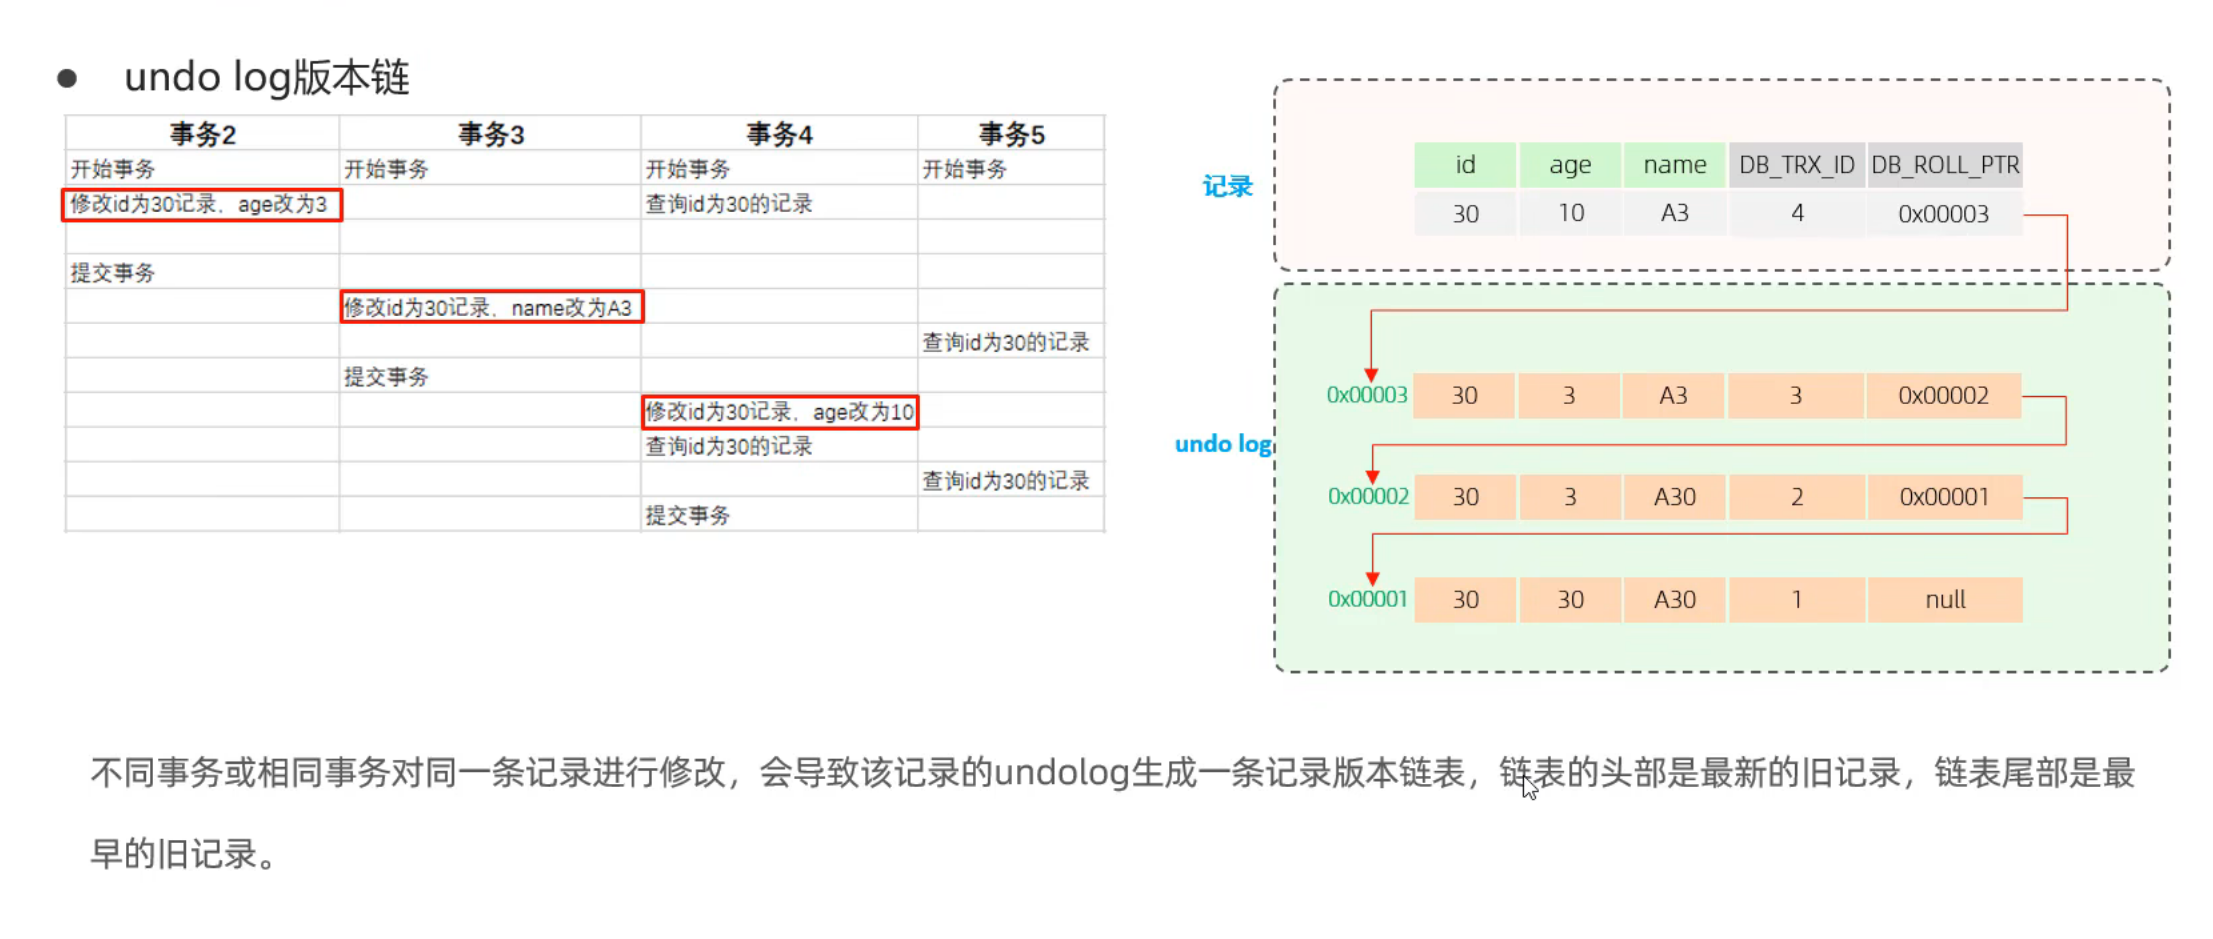 undo log版本链
事务2 事务3 事务4 事务5
开始事务 开始事务 开始事务 开始事务
修改id为30记录，age改为3 查询id为30的记录
提交事务
修改id为30记录，name改为A3
查询id为30的记录
提交事务
修改id为30记录，age改为10
查询id为30的记录
查询id为30的记录
提交事务
记录
id age name DB_TRX_ID DB_ROLL_PTR
30 10 A3 4 0x00003
undo log
0x00003 30 3 A3 3 0x00002
0x00002 30 3 A30 2 0x00001
0x00001 30 30 A30 1 null
不同事务或相同事务对同一条记录进行修改，会导致该记录的undolog生成一条记录版本链表，链表的头部是最新的旧记录，链表尾部是最
早的旧记录。